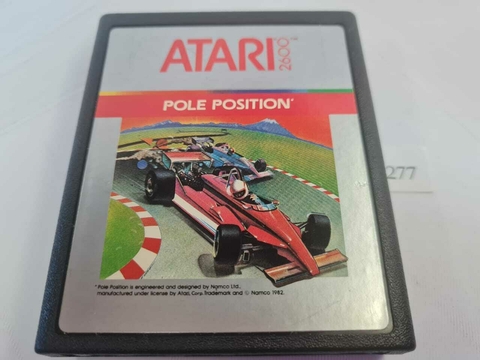 ATARI 2600™
POLE POSITION*
277
* Pole Position is engineered and designed by Namco Ltd.,
manufactured under license by Atari, Corp. Trademark and © Namco 1982.